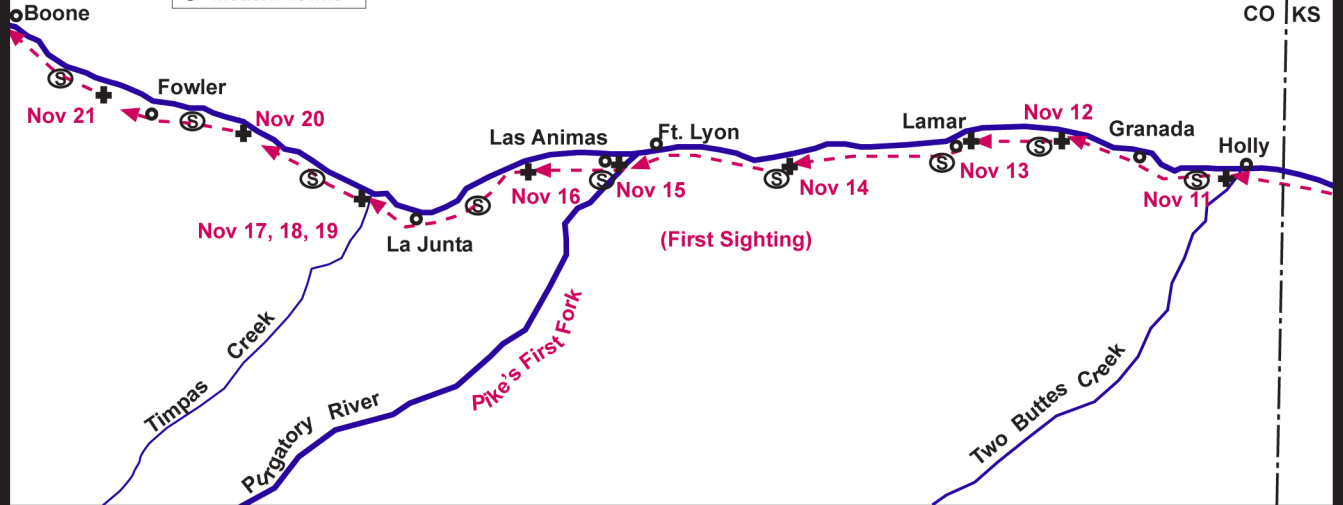 Boone
CO KS
Fowler
Nov 21
Nov 20
Las Animas
Ft. Lyon
Lamar
Nov 12
Granada
Holly
Nov 13
Nov 14
Nov 15
Nov 16
Nov 11
Nov 17, 18, 19
La Junta
(First Sighting)
Timpas Creek
Purgatory River
Pike's First Fork
Two Buttes Creek
S
S
S
S
S
S
S
S
S